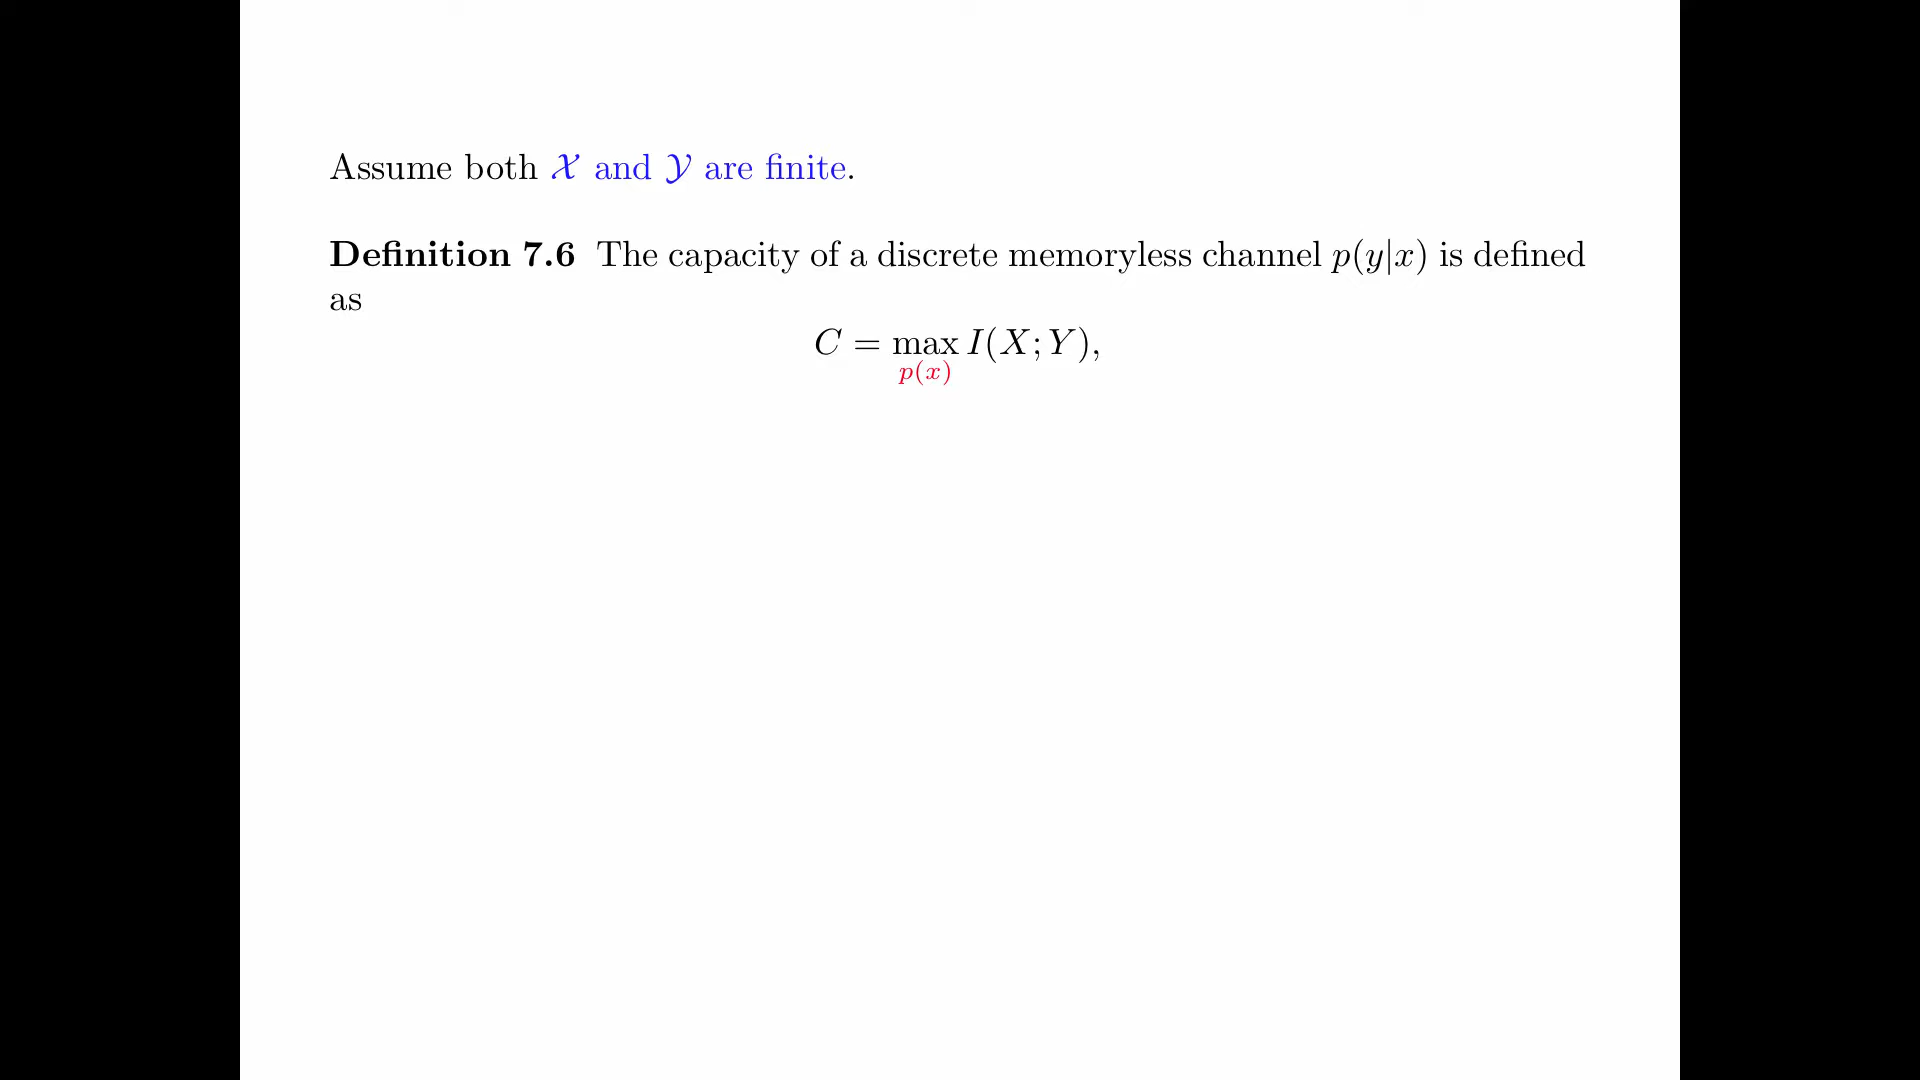 Assume both 𝒳 and 𝒴 are finite.
Definition 7.6 The capacity of a discrete memoryless channel p(y|x) is defined
as
C = max I(X; Y),
p(x)